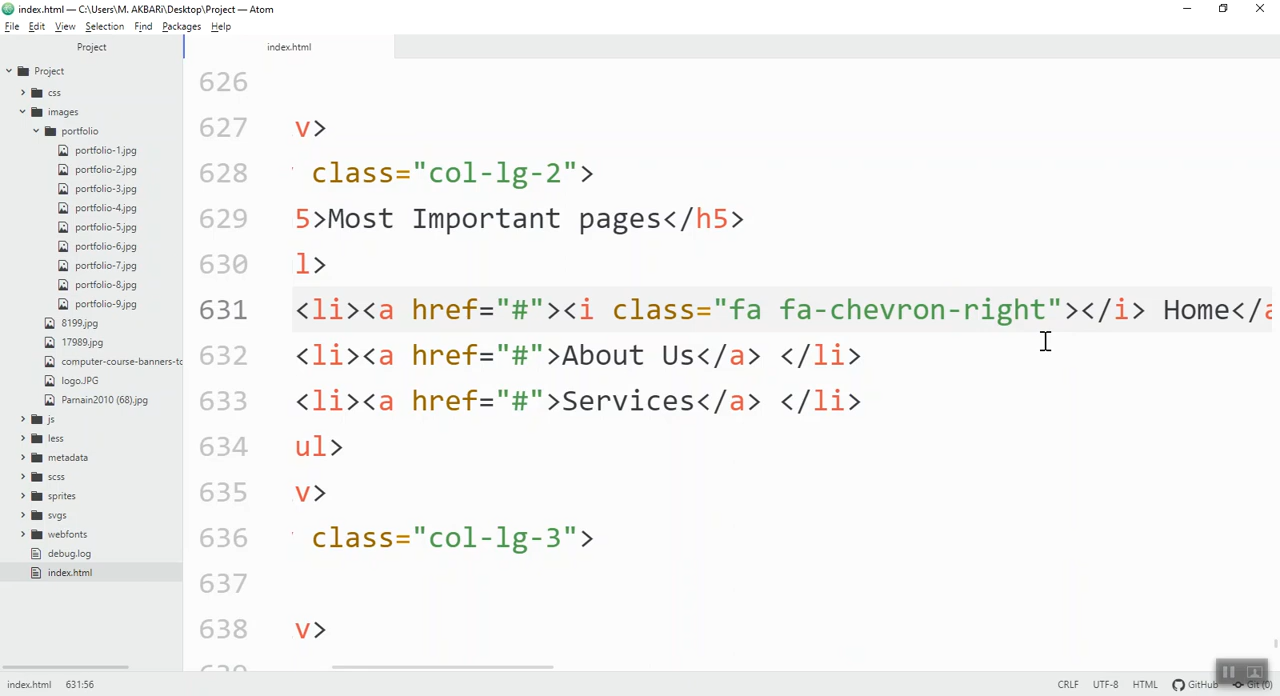 index.html — C:\Users\M. AKBARi\Desktop\Project — Atom
File Edit View Selection Find Packages Help
Project
index.html
Project
css
images
portfolio
portfolio-1.jpg
portfolio-2.jpg
portfolio-3.jpg
portfolio-4.jpg
portfolio-5.jpg
portfolio-6.jpg
portfolio-7.jpg
portfolio-8.jpg
portfolio-9.jpg
8199.jpg
17989.jpg
computer-course-banners-to
logo.JPG
Parnain2010 (68).jpg
js
less
metadata
scss
sprites
svgs
webfonts
debug.log
index.html
626
627 v>
628 class="col-lg-2">
629 5>Most Important pages</h5>
630 l>
631 <li><a href="#"><i class="fa fa-chevron-right"></i> Home</a
632 <li><a href="#">About Us</a> </li>
633 <li><a href="#">Services</a> </li>
634 ul>
635 v>
636 class="col-lg-3">
637
638 v>
index.html 631:56 CRLF UTF-8 HTML GitHub Git (0)